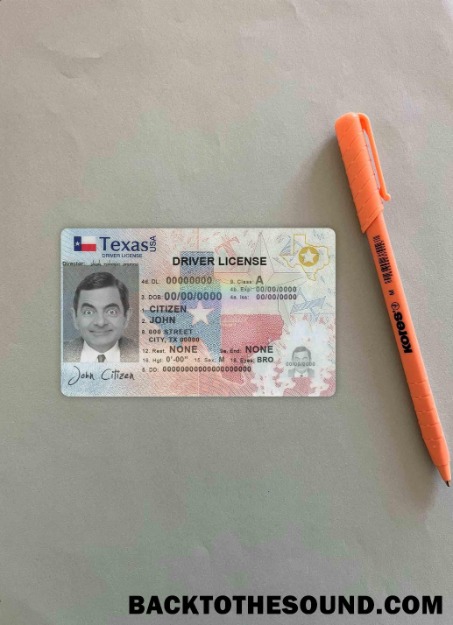 Texas USA
DRIVER LICENSE
Director:
DRIVER LICENSE
4d. DL: 00000000 9. Class: A
4b. Exp: 00/00/0000
3. DOB: 00/00/0000 4a. Iss: 00/00/0000
1. CITIZEN
2. JOHN
8. 600 STREET
CITY, TX 00000
12. Rest. NONE 9a. End: NONE
16. Hgt 0'-00" 15. Sex: M 18. Eyes: BRO
5. DD: 00000000000000000000
00/00/0000
John Citizen
Kores
M
BACKTOTHESOUND.COM